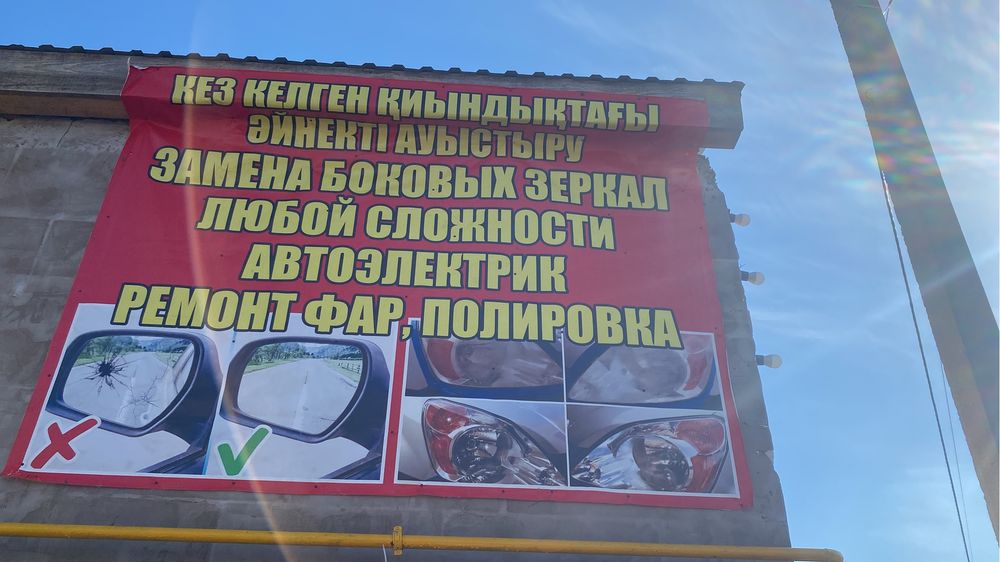 КЕЗ КЕЛГЕН ҚИЫНДЫҚТАҒЫ
ӘЙНЕКТІ АУЫСТЫРУ
ЗАМЕНА БОКОВЫХ ЗЕРКАЛ
ЛЮБОЙ СЛОЖНОСТИ
АВТОЭЛЕКТРИК
РЕМОНТ ФАР, ПОЛИРОВКА